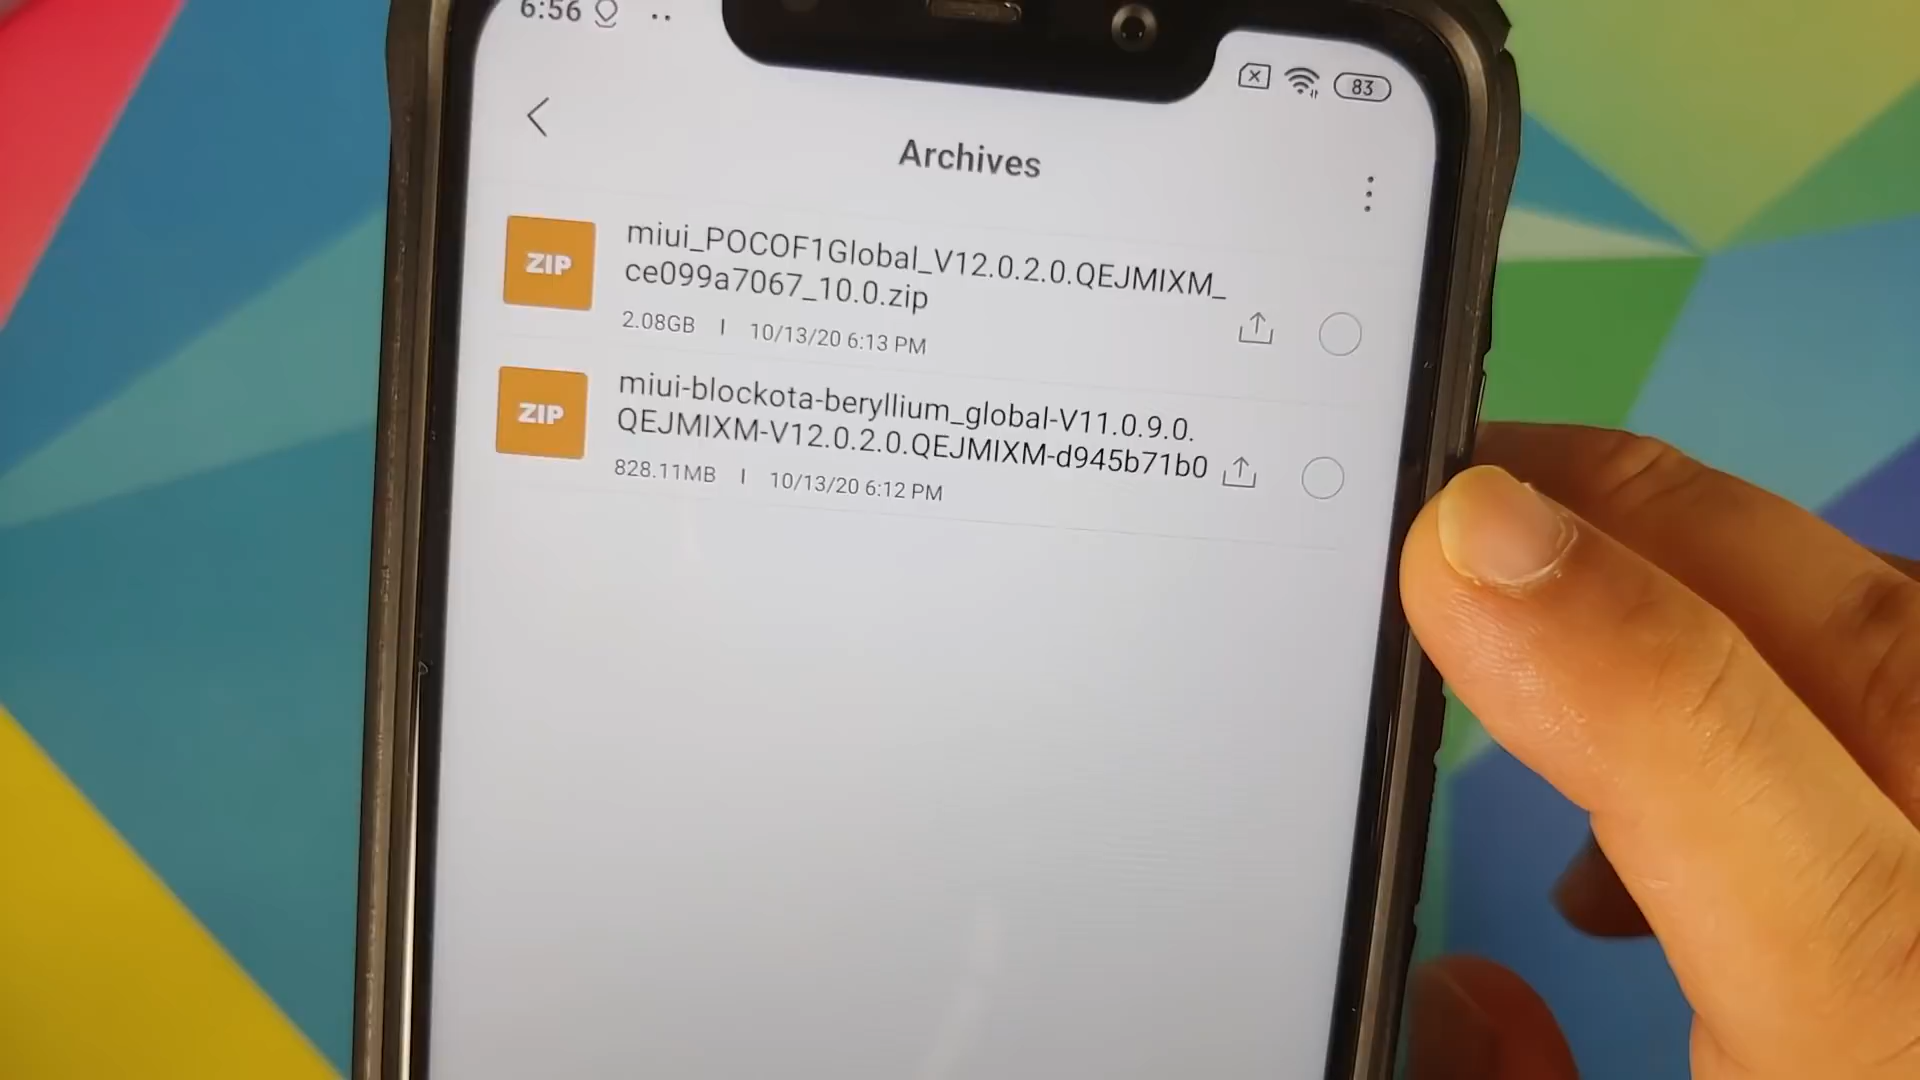 6:56
83
Archives
ZIP
miui_POCOF1Global_V12.0.2.0.QEJMIXM_
ce099a7067_10.0.zip
2.08GB | 10/13/20 6:13 PM
ZIP
miui-blockota-beryllium_global-V11.0.9.0.
QEJMIXM-V12.0.2.0.QEJMIXM-d945b71b0
828.11MB | 10/13/20 6:12 PM